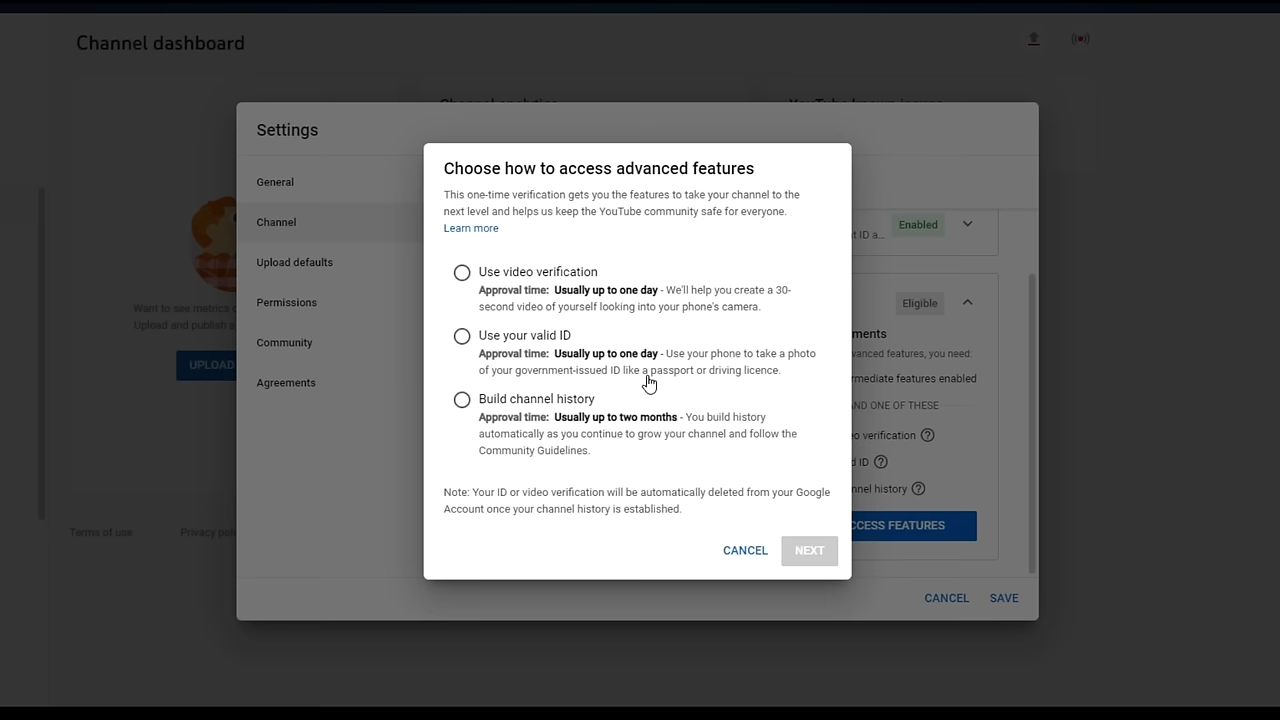 Channel dashboard
Settings
General
Channel
Upload defaults
Permissions
Community
Agreements
Want to see metrics
Upload and publish a
UPLOAD
Terms of use
Privacy poli
Choose how to access advanced features
This one-time verification gets you the features to take your channel to the
next level and helps us keep the YouTube community safe for everyone.
Learn more
Use video verification
Approval time: Usually up to one day - We'll help you create a 30-
second video of yourself looking into your phone's camera.
Use your valid ID
Approval time: Usually up to one day - Use your phone to take a photo
of your government-issued ID like a passport or driving licence.
Build channel history
Approval time: Usually up to two months - You build history
automatically as you continue to grow your channel and follow the
Community Guidelines.
Note: Your ID or video verification will be automatically deleted from your Google
Account once your channel history is established.
CANCEL NEXT
t ID a... Enabled
Eligible
ments
vanced features, you need:
rmediate features enabled
AND ONE OF THESE
eo verification
d ID
nnel history
CCESS FEATURES
CANCEL SAVE